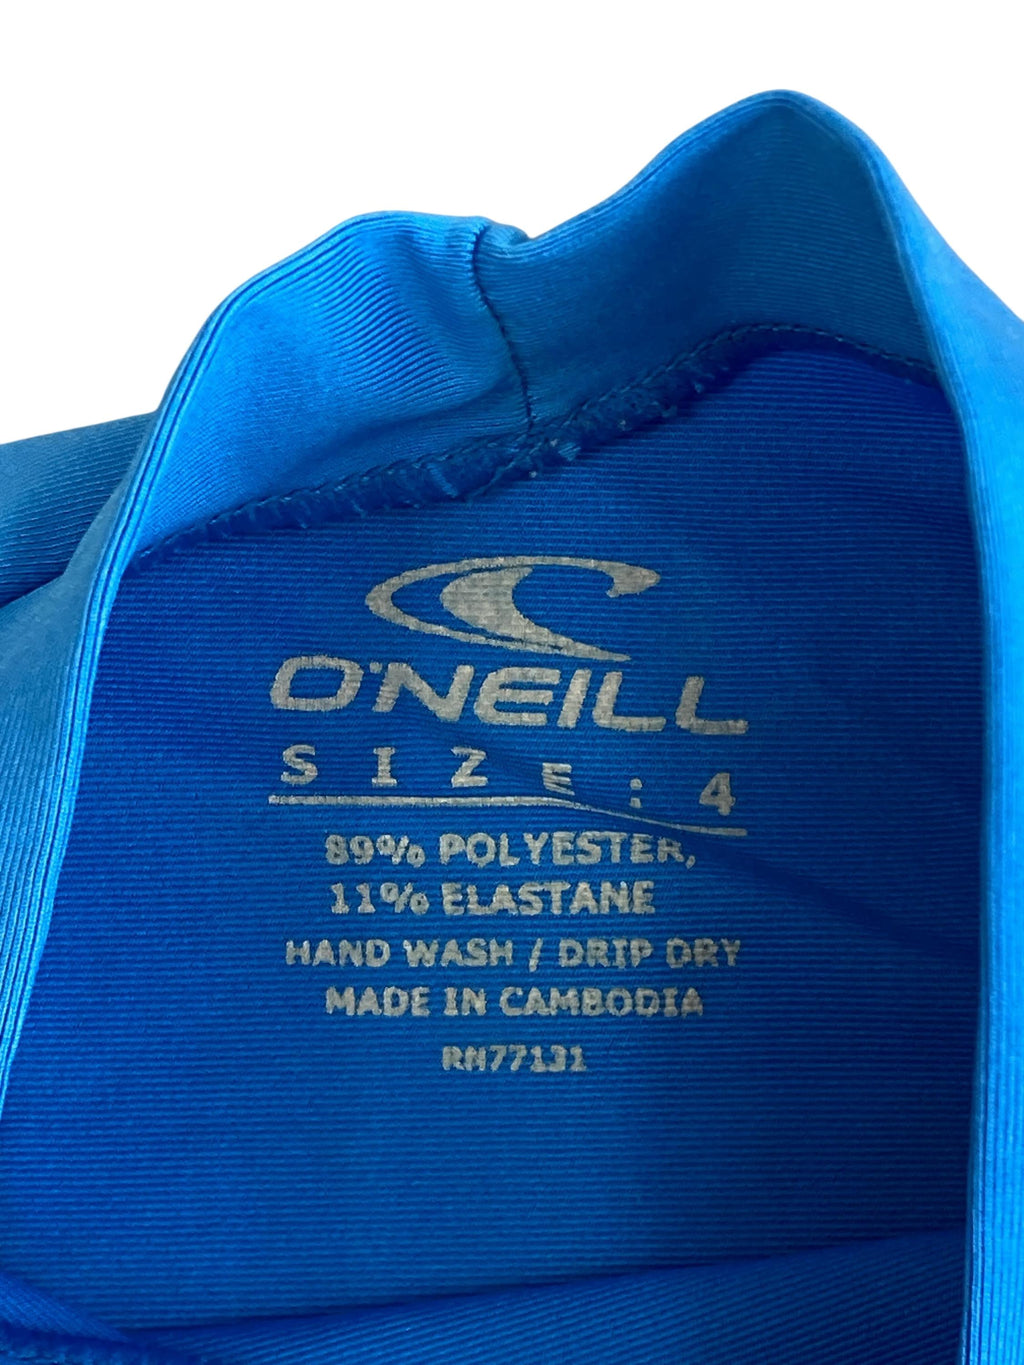 O'NEILL
SIZE: 4
89% POLYESTER,
11% ELASTANE
HAND WASH / DRIP DRY
MADE IN CAMBODIA
RN77131